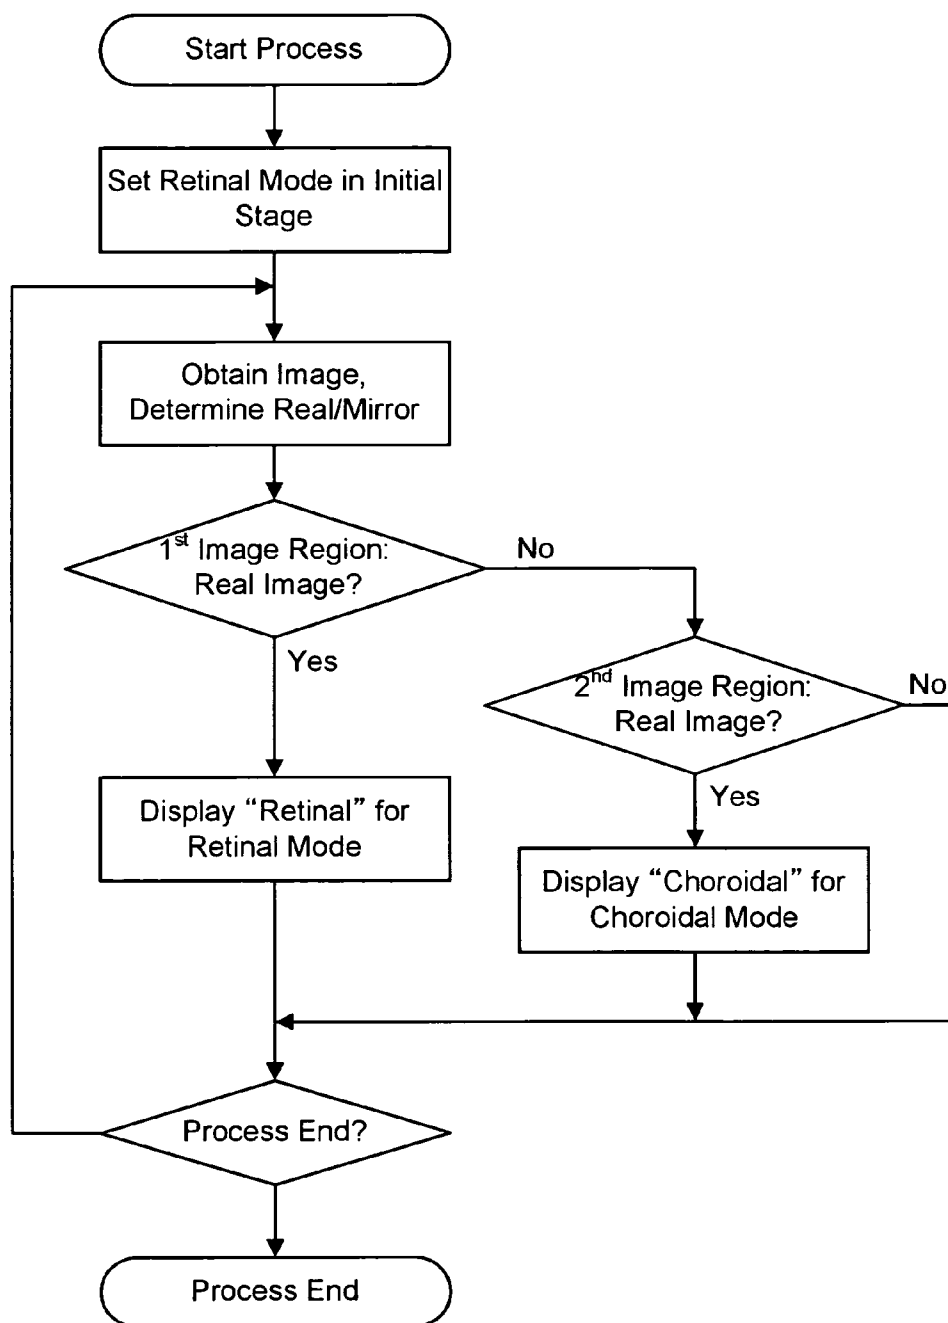 Start Process
Set Retinal Mode in Initial
Stage
Obtain Image,
Determine Real/Mirror
1st Image Region:
Real Image?
No
Yes
2nd Image Region:
Real Image?
No
Yes
Display “Retinal” for
Retinal Mode
Display “Choroidal” for
Choroidal Mode
Process End?
Process End